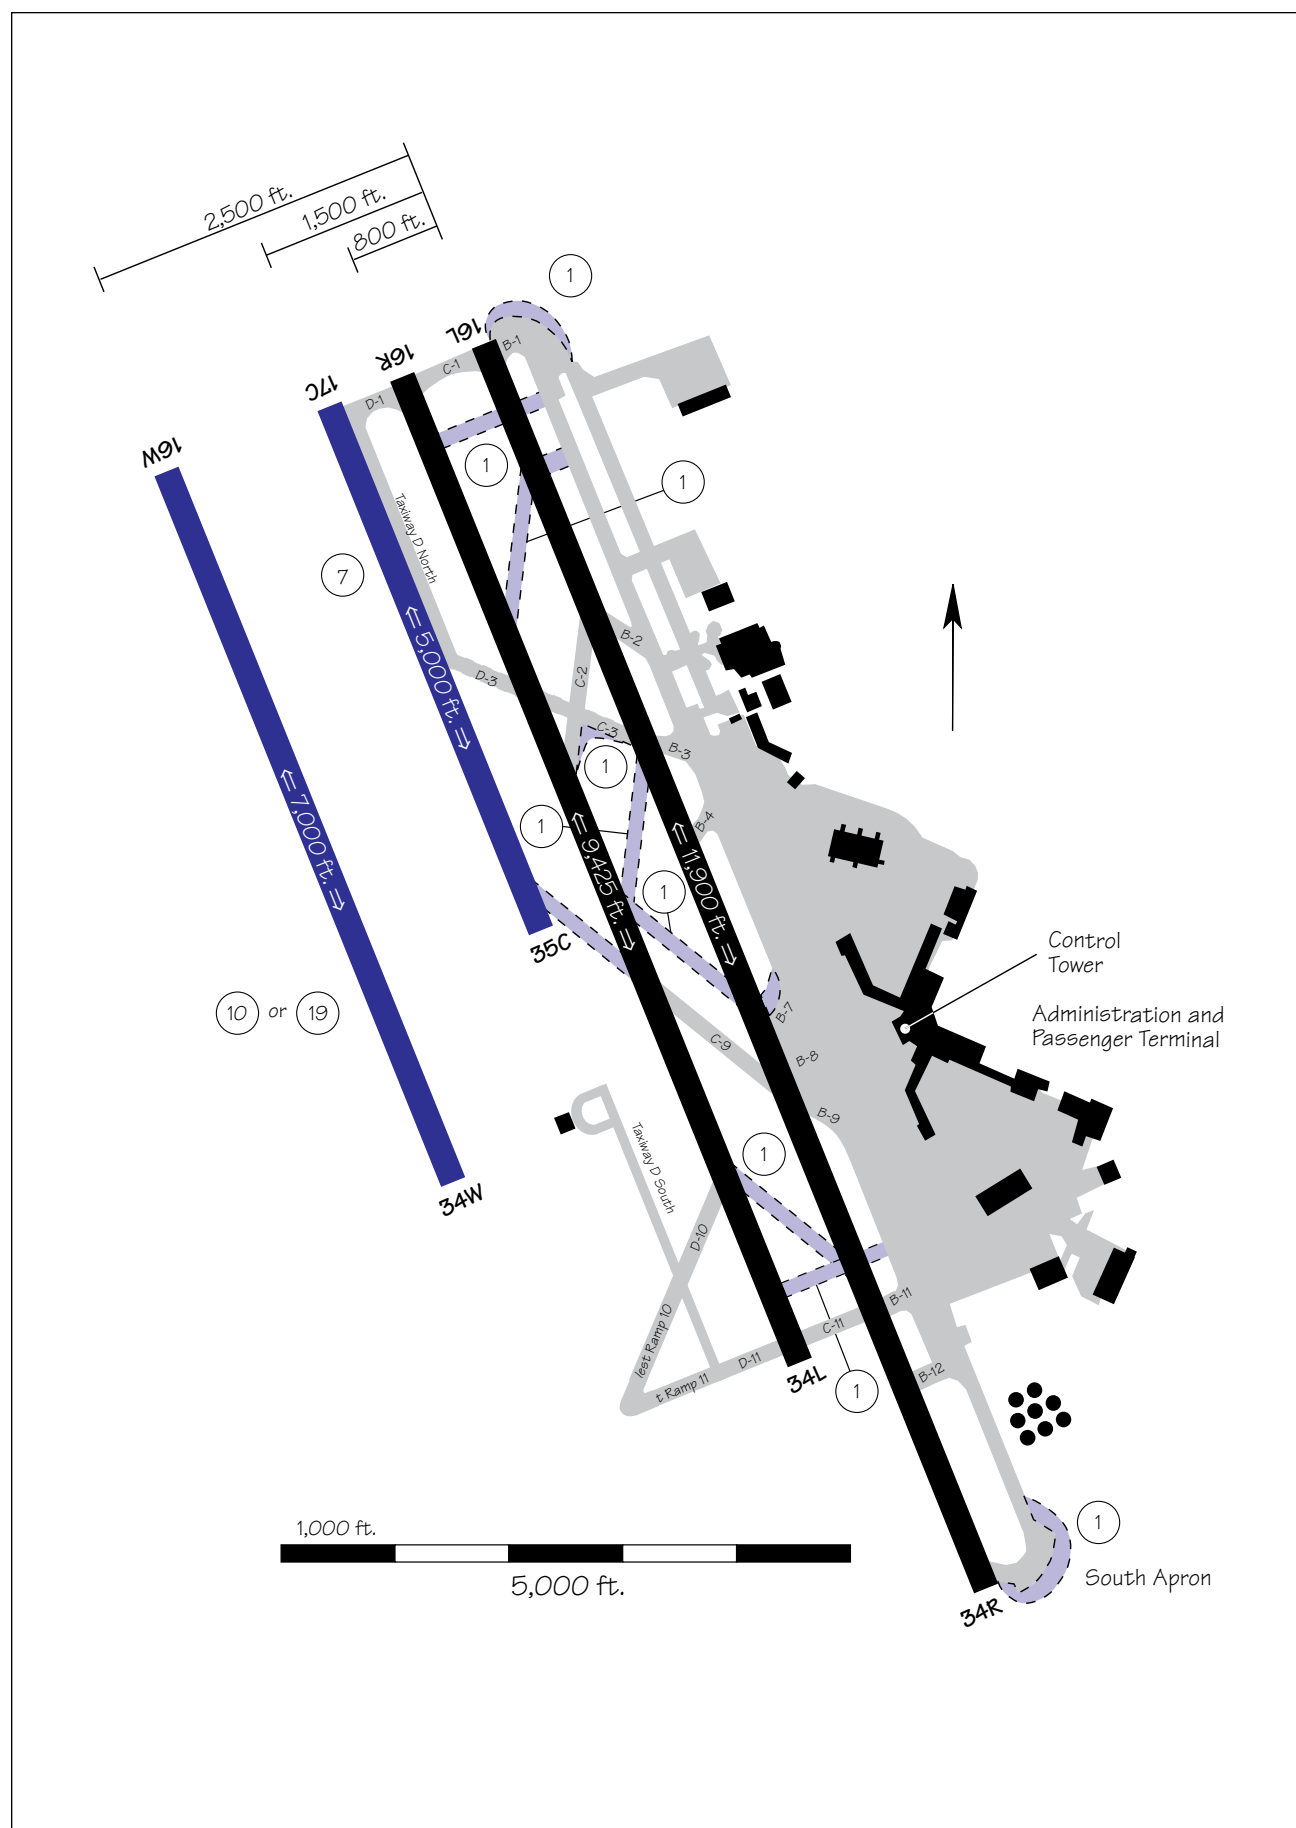 2,500 ft.
1,500 ft.
800 ft.
1
16L
16R
17C
16W
B-1
C-1
D-1
1
1
Taxiway D North
7
B-2
C-2
D-3
C-3
B-3
1
1
B-4
5,000 ft.
7,000 ft.
9,425 ft.
11,900 ft.
1
35C
Control
Tower
Administration and
Passenger Terminal
10 or 19
B-7
C-9
B-8
B-9
Taxiway D South
1
34W
D-10
B-11
C-11
D-11
lest Ramp 10
t Ramp 11
34L
B-12
1
1,000 ft.
5,000 ft.
1
South Apron
34R